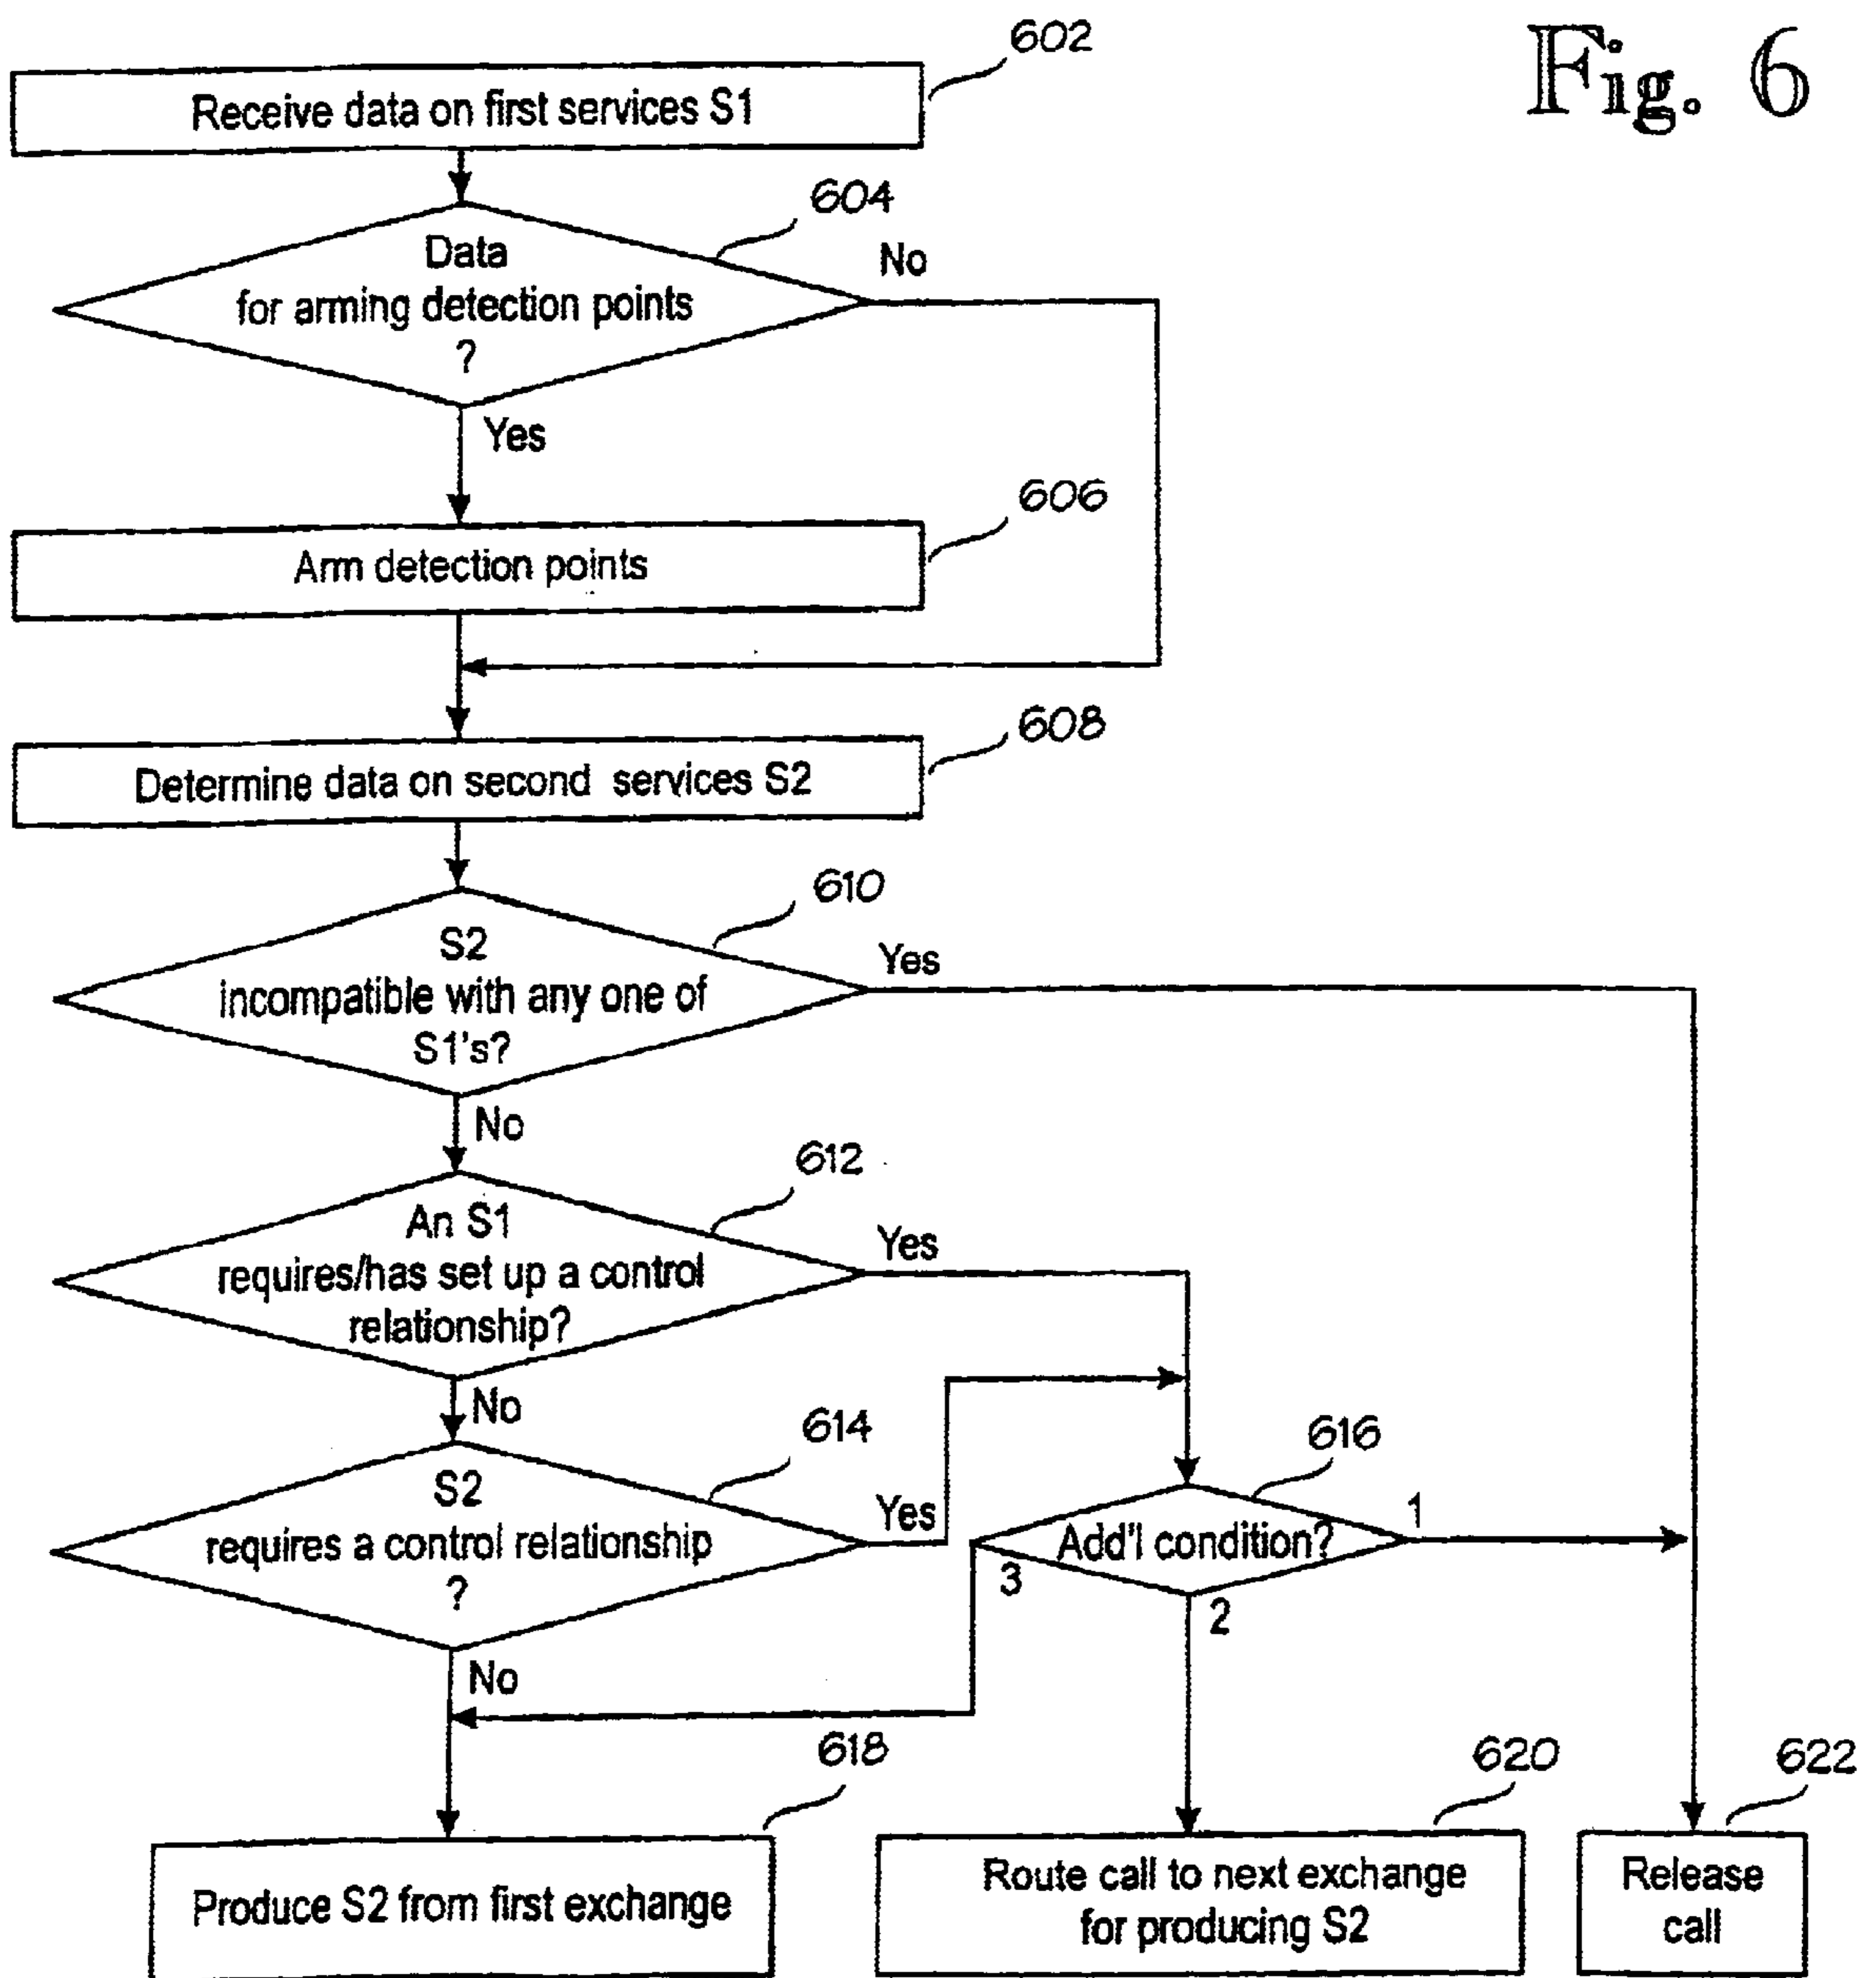 Fig. 6
602
Receive data on first services S1
604
Data
for arming detection points
?
No
Yes
606
Arm detection points
608
Determine data on second services S2
610
S2
incompatible with any one of
S1's?
Yes
No
612
An S1
requires/has set up a control
relationship?
Yes
No
614
S2
requires a control relationship
?
Yes
No
616
Add'l condition?
1
2
3
618
Produce S2 from first exchange
620
Route call to next exchange
for producing S2
622
Release
call